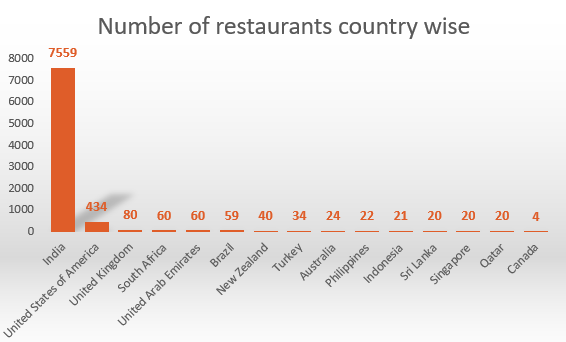 Number of restaurants country wise
7559
8000
7000
6000
5000
4000
3000
2000
1000
0
434
80
60
60
59
40
34
24
22
21
20
20
20
4
India
United States of America
United Kingdom
South Africa
United Arab Emirates
Brazil
New Zealand
Turkey
Australia
Philippines
Indonesia
Sri Lanka
Singapore
Qatar
Canada